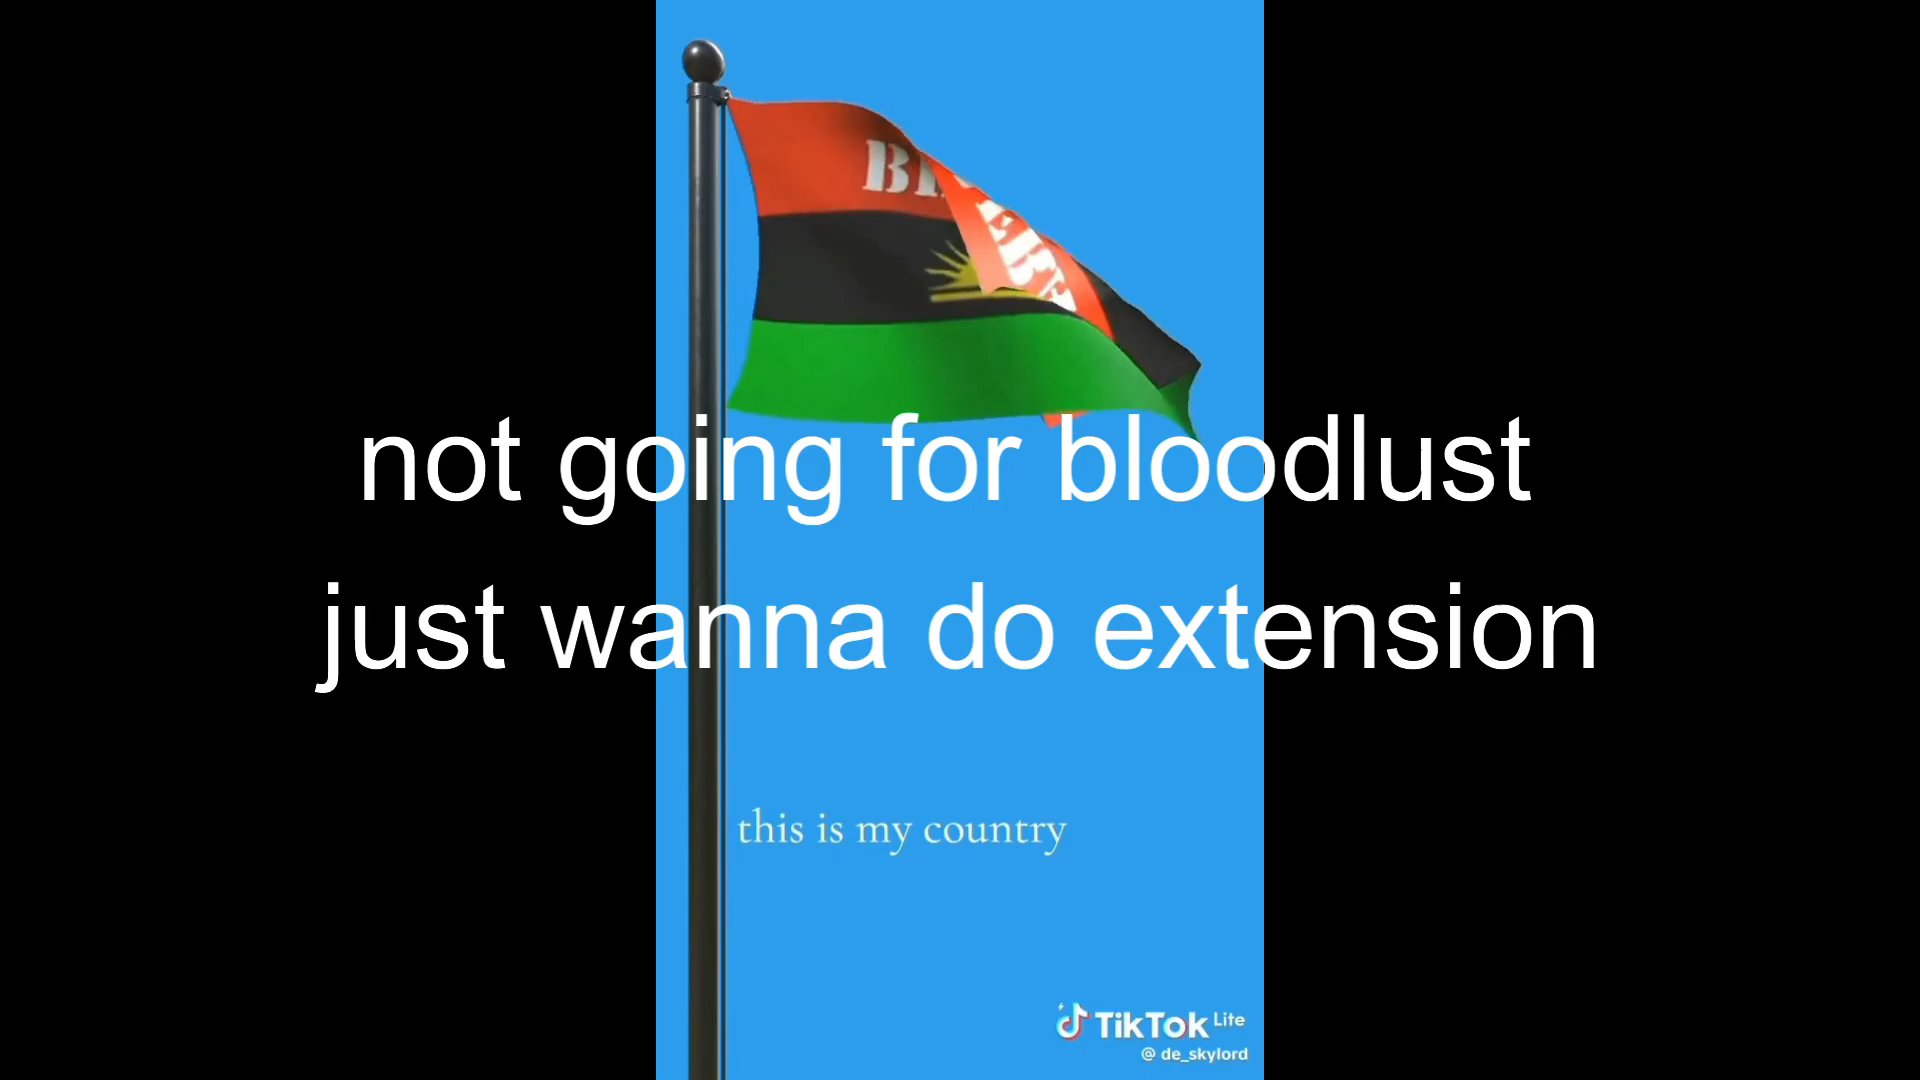 not going for bloodlust
just wanna do extension
this is my country
TikTok Lite
@ de_skylord